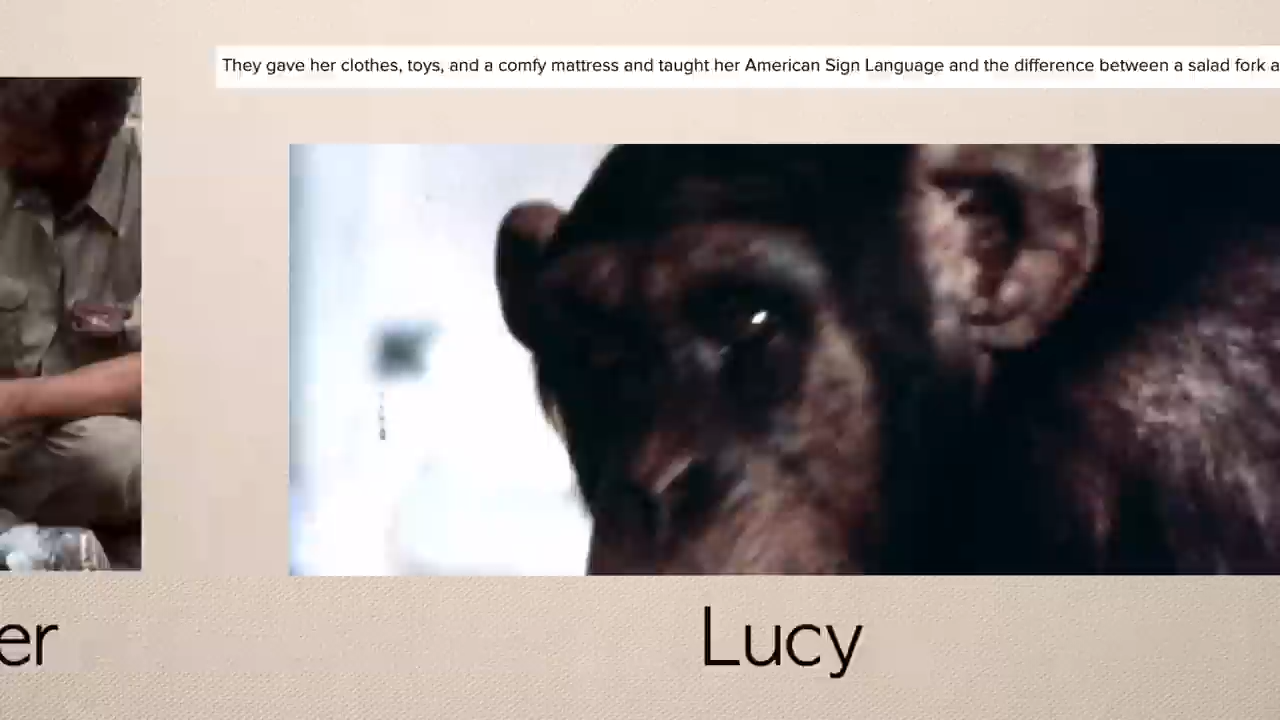 They gave her clothes, toys, and a comfy mattress and taught her American Sign Language and the difference between a salad fork a
er
Lucy